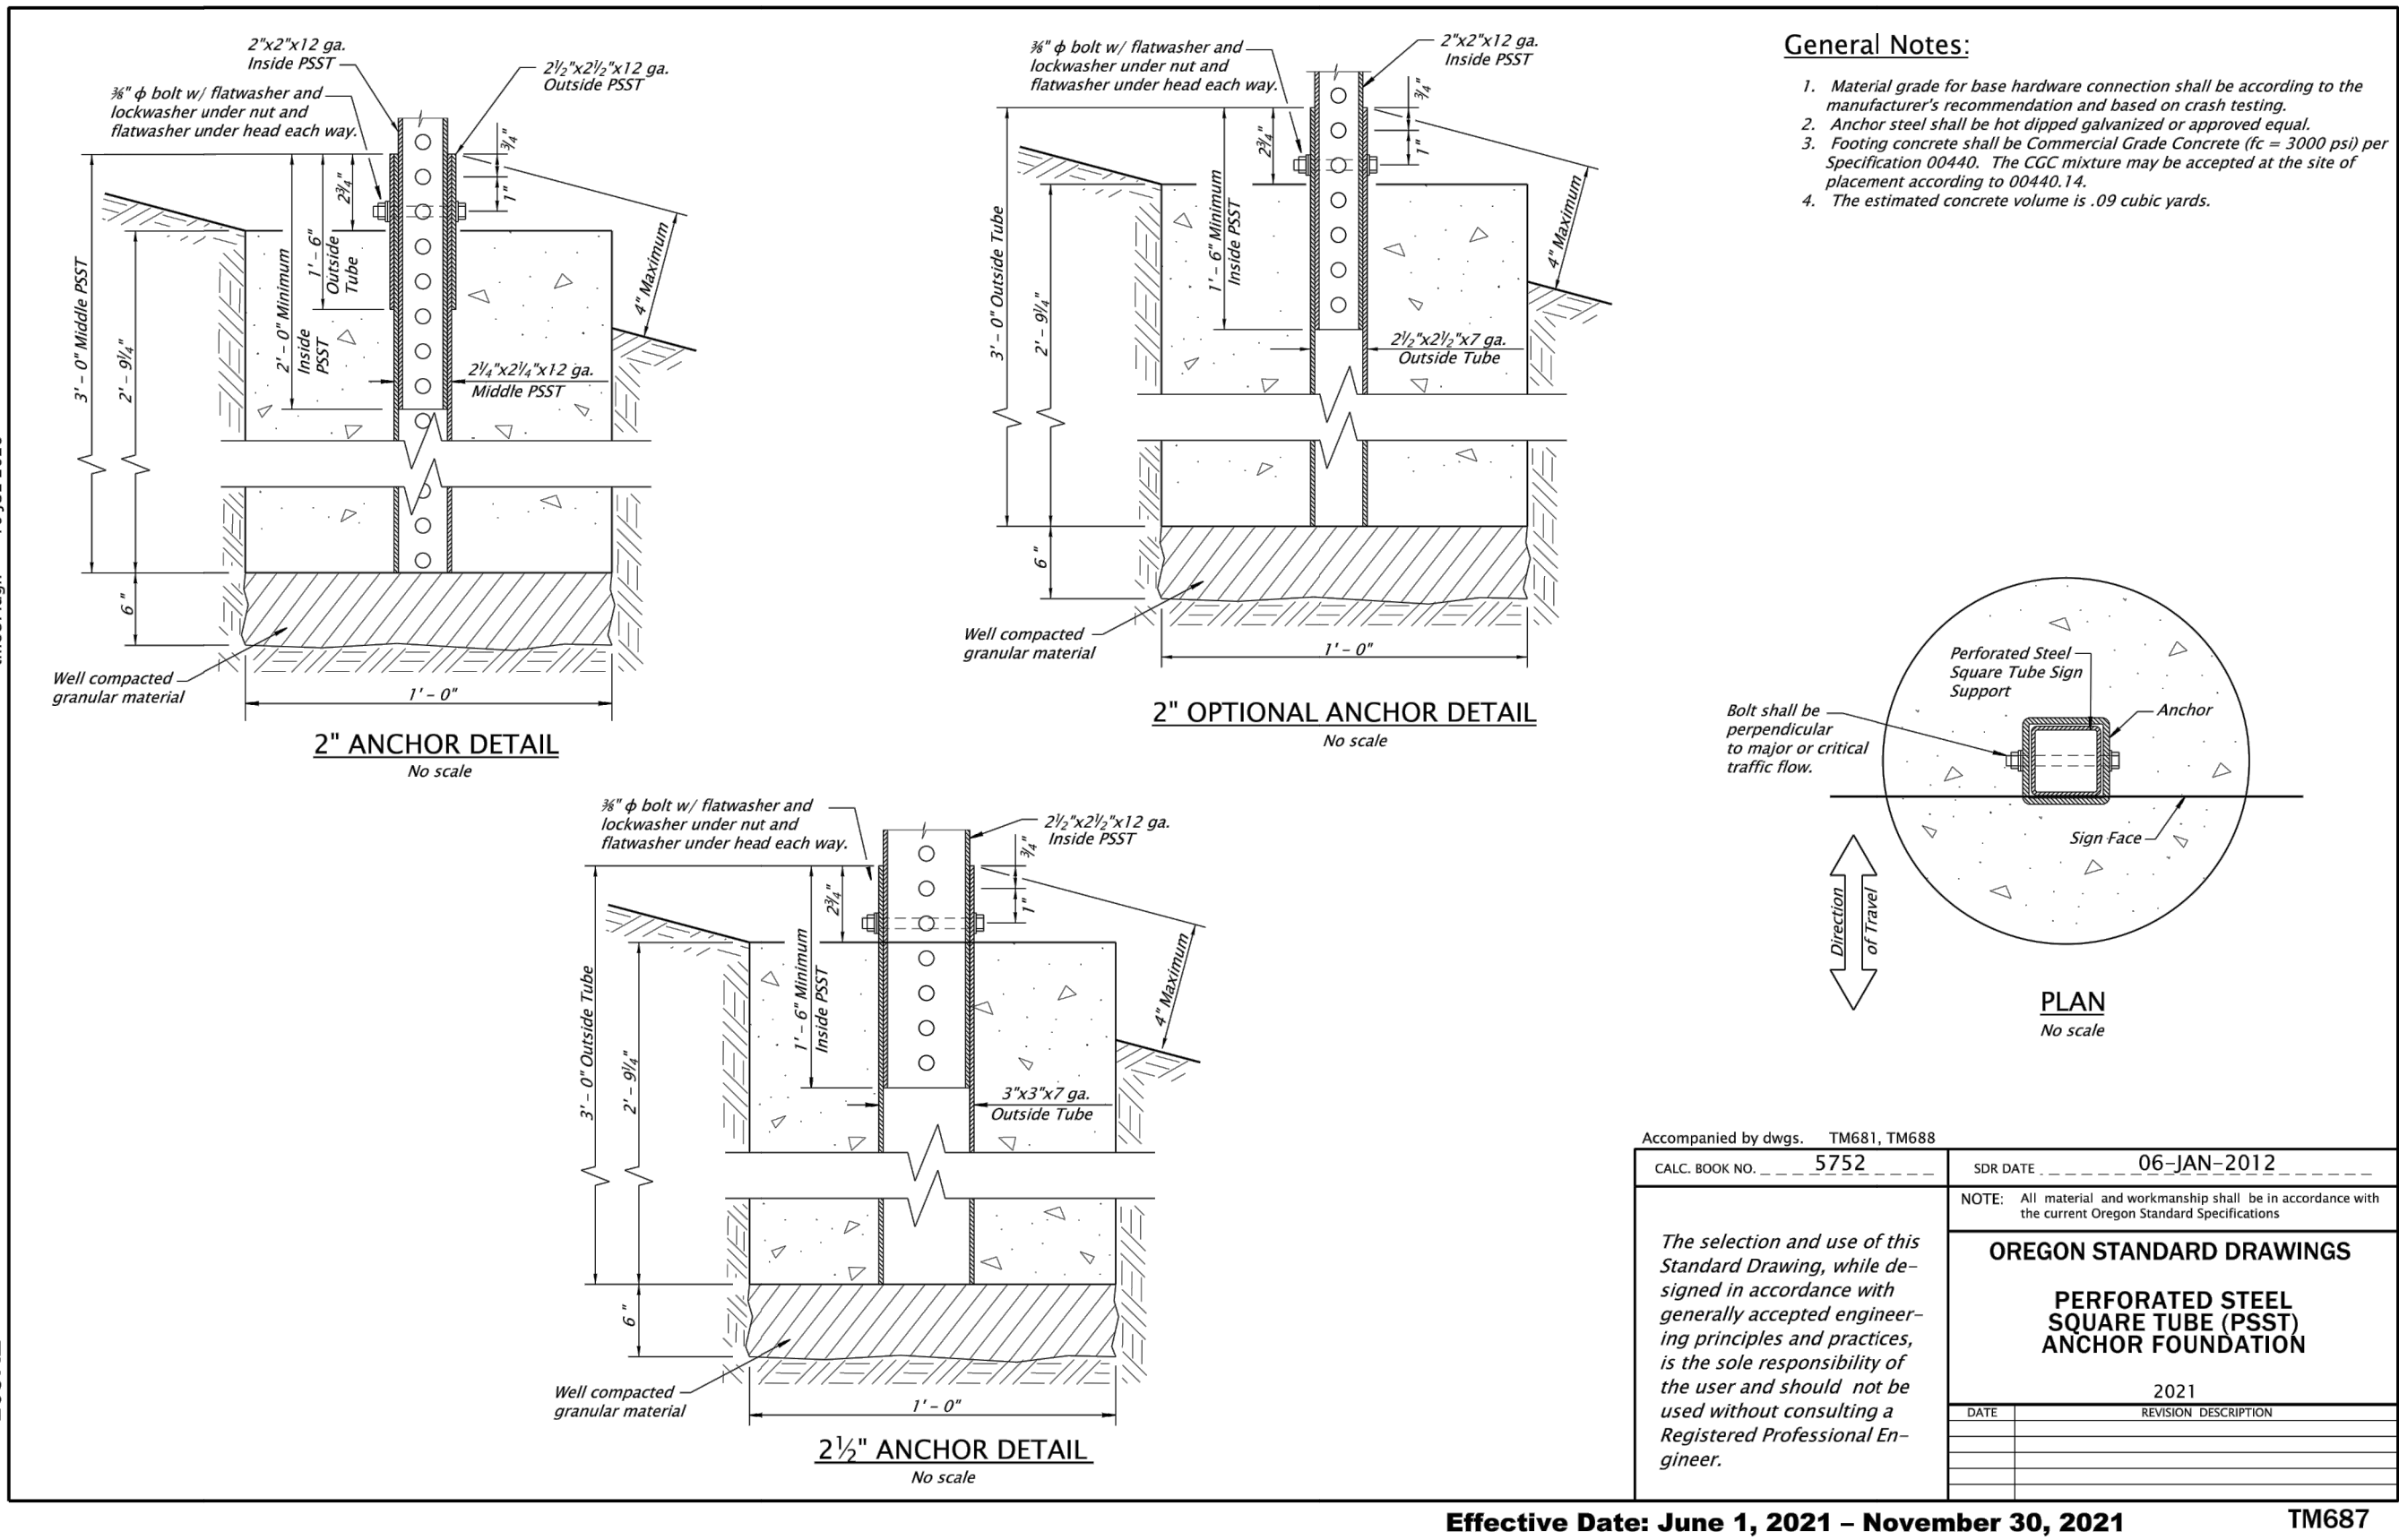 2"x2"x12 ga.
Inside PSST
2½"x2½"x12 ga.
Outside PSST
⅜" ϕ bolt w/ flatwasher and
lockwasher under nut and
flatwasher under head each way.
¾"
1"
2¾"
1' – 6"
Outside
Tube
2' – 0" Minimum
Inside
PSST
3' – 0" Middle PSST
2' – 9¼"
4" Maximum
2¼"x2¼"x12 ga.
Middle PSST
6"
Well compacted
granular material
1' – 0"
2" ANCHOR DETAIL
No scale
⅜" ϕ bolt w/ flatwasher and
lockwasher under nut and
flatwasher under head each way.
2"x2"x12 ga.
Inside PSST
¾"
1"
2¾"
1' – 6" Minimum
Inside PSST
3' – 0" Outside Tube
2' – 9¼"
4" Maximum
2½"x2½"x7 ga.
Outside Tube
6"
Well compacted
granular material
1' – 0"
2" OPTIONAL ANCHOR DETAIL
No scale
⅜" ϕ bolt w/ flatwasher and
lockwasher under nut and
flatwasher under head each way.
2½"x2½"x12 ga.
Inside PSST
¾"
1"
2¾"
1' – 6" Minimum
Inside PSST
3' – 0" Outside Tube
2' – 9¼"
4" Maximum
3"x3"x7 ga.
Outside Tube
6"
Well compacted
granular material
1' – 0"
2½" ANCHOR DETAIL
No scale
General Notes:
1. Material grade for base hardware connection shall be according to the
manufacturer's recommendation and based on crash testing.
2. Anchor steel shall be hot dipped galvanized or approved equal.
3. Footing concrete shall be Commercial Grade Concrete (fc = 3000 psi) per
Specification 00440. The CGC mixture may be accepted at the site of
placement according to 00440.14.
4. The estimated concrete volume is .09 cubic yards.
Perforated Steel
Square Tube Sign
Support
Anchor
Bolt shall be
perpendicular
to major or critical
traffic flow.
Sign Face
Direction
of Travel
PLAN
No scale
Accompanied by dwgs. TM681, TM688
CALC. BOOK NO. 5752
SDR DATE 06–JAN–2012
NOTE: All material and workmanship shall be in accordance with
the current Oregon Standard Specifications
The selection and use of this
Standard Drawing, while de–
signed in accordance with
generally accepted engineer–
ing principles and practices,
is the sole responsibility of
the user and should not be
used without consulting a
Registered Professional En–
gineer.
OREGON STANDARD DRAWINGS
PERFORATED STEEL
SQUARE TUBE (PSST)
ANCHOR FOUNDATION
2021
DATE REVISION DESCRIPTION
Effective Date: June 1, 2021 – November 30, 2021
TM687